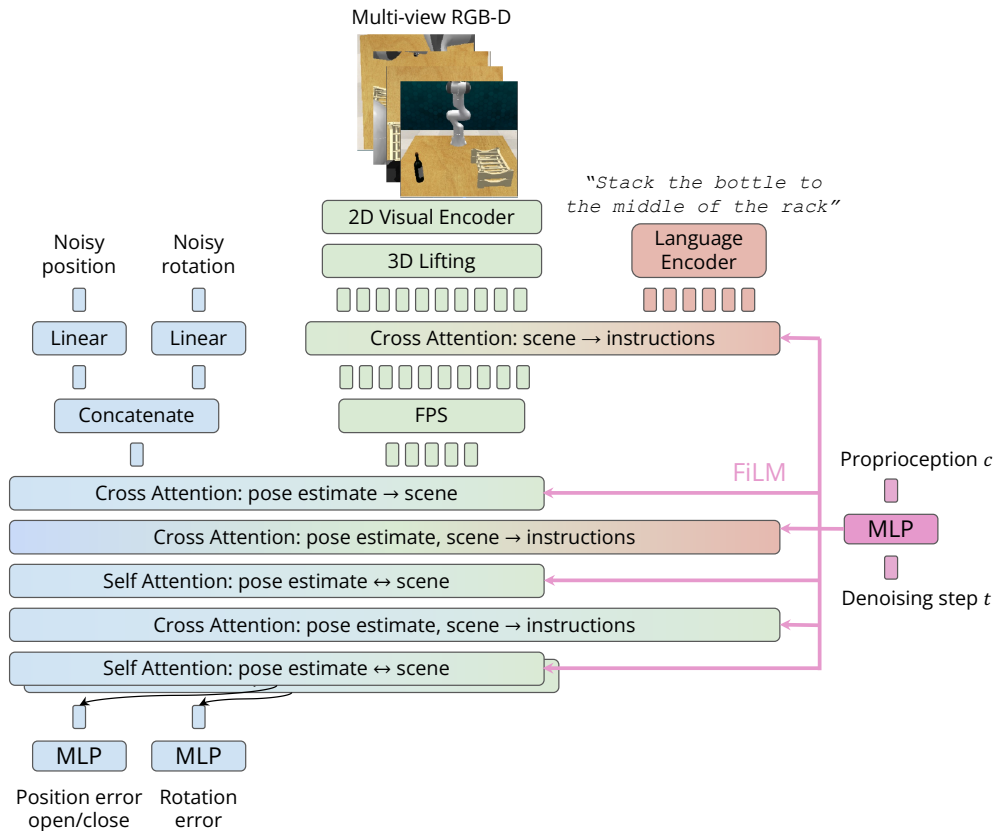 Multi-view RGB-D
“Stack the bottle to
the middle of the rack”
2D Visual Encoder
Noisy
position
Noisy
rotation
3D Lifting
Language
Encoder
Linear
Linear
Cross Attention: scene → instructions
Concatenate
FPS
Proprioception c
FiLM
Cross Attention: pose estimate → scene
Cross Attention: pose estimate, scene → instructions
MLP
Self Attention: pose estimate ↔ scene
Denoising step t
Cross Attention: pose estimate, scene → instructions
Self Attention: pose estimate ↔ scene
MLP
MLP
Position error
open/close
Rotation
error